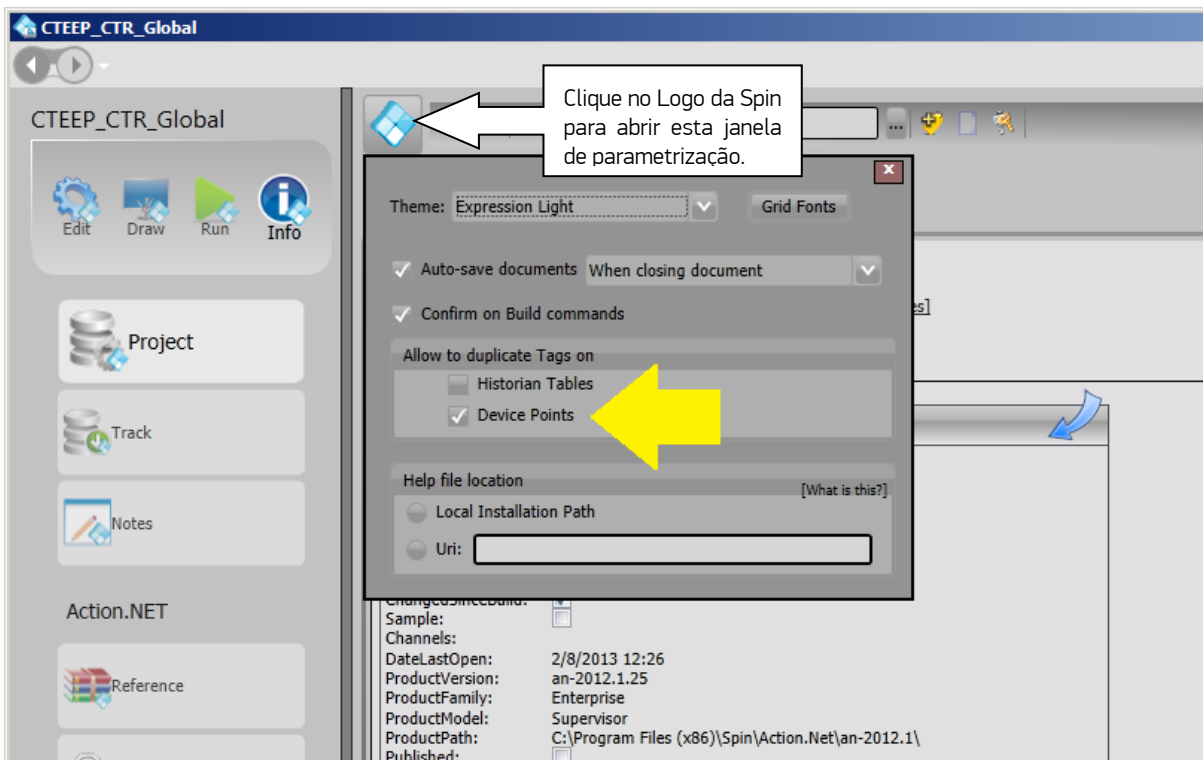 CTEEP_CTR_Global
CTEEP_CTR_Global
Edit
Draw
Run
Info
Project
Track
Notes
Action.NET
Reference
Clique no Logo da Spin
para abrir esta janela
de parametrização.
...
x
Theme: Expression Light
Grid Fonts
Auto-save documents When closing document
Confirm on Build commands
Allow to duplicate Tags on
Historian Tables
Device Points
Help file location
[What is this?]
Local Installation Path
Uri:
es]
ChangedSinceBuild:
Sample:
Channels:
DateLastOpen: 2/8/2013 12:26
ProductVersion: an-2012.1.25
ProductFamily: Enterprise
ProductModel: Supervisor
ProductPath: C:\Program Files (x86)\Spin\Action.Net\an-2012.1\
Published: